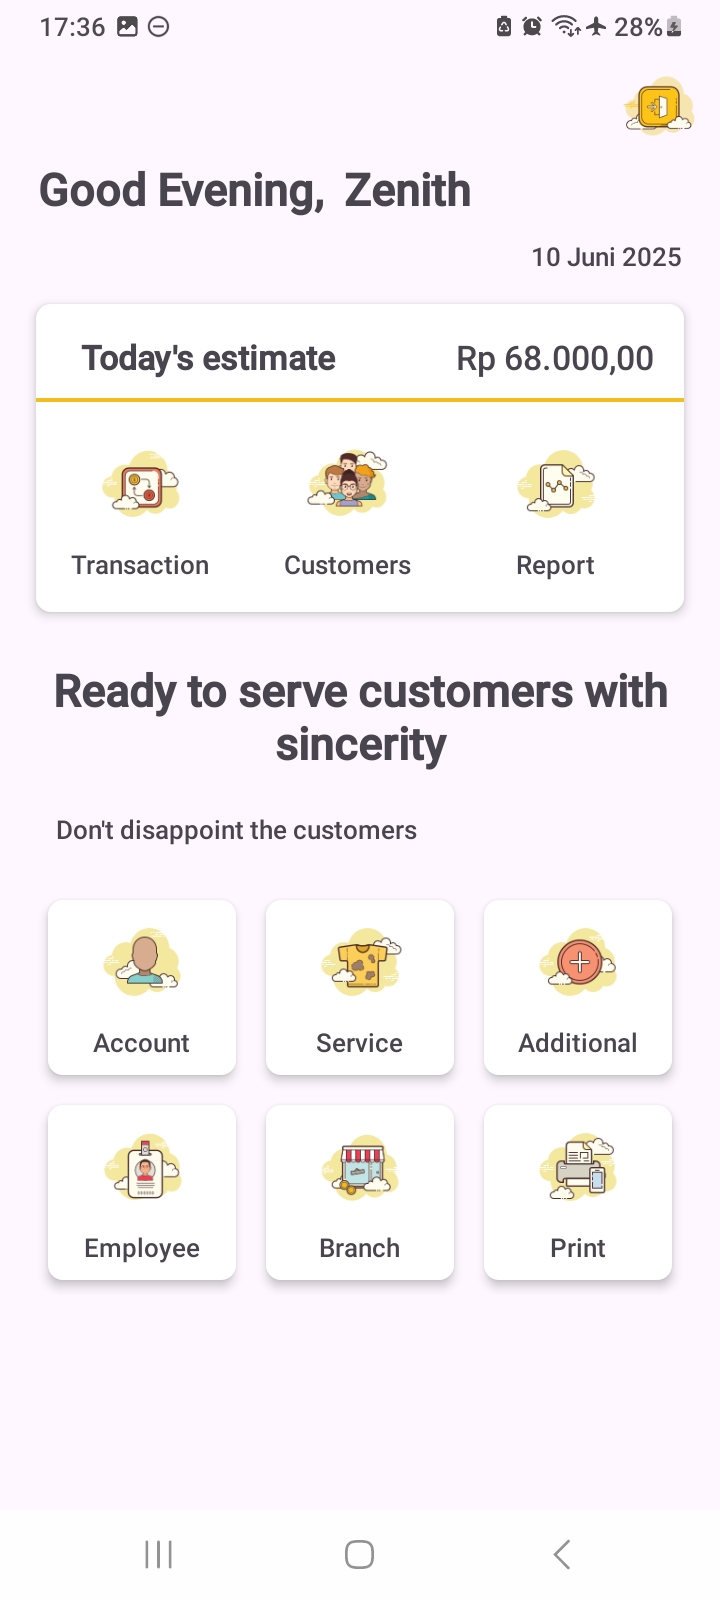 17:36
28%
Good Evening, Zenith
10 Juni 2025
Today's estimate Rp 68.000,00
Transaction Customers Report
Ready to serve customers with
sincerity
Don't disappoint the customers
Account Service Additional
Employee Branch Print